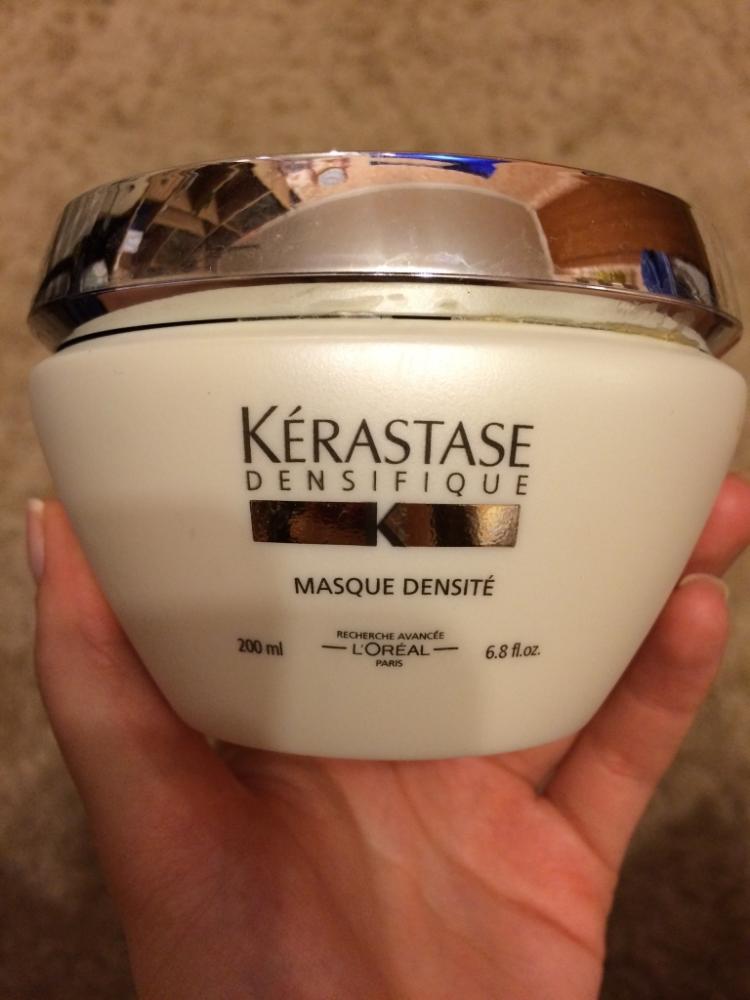 KÉRASTASE
DENSIFIQUE
K
MASQUE DENSITÉ
200 ml
RECHERCHE AVANCÉE
L'ORÉAL
PARIS
6.8 fl.oz.